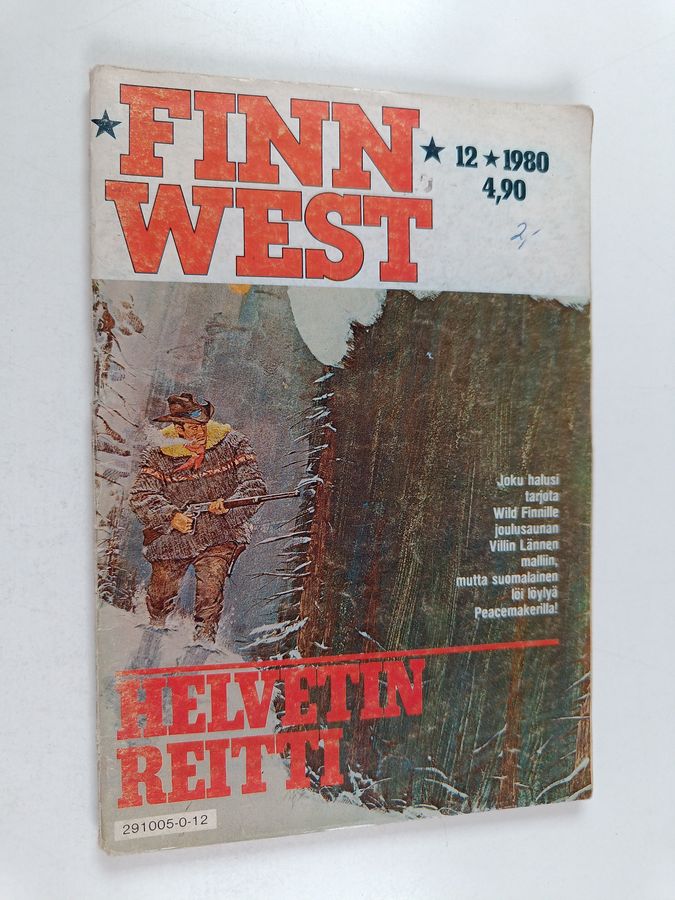 ★ FINN
WEST
★ 12 ★ 1980
4,90
2,-
Joku halusi
tarjota
Wild Finnille
joulusaunan
Villin Lännen
malliin,
mutta suomalainen
löi löylyä
Peacemakerilla!
HELVETIN
REITTI
291005-0-12